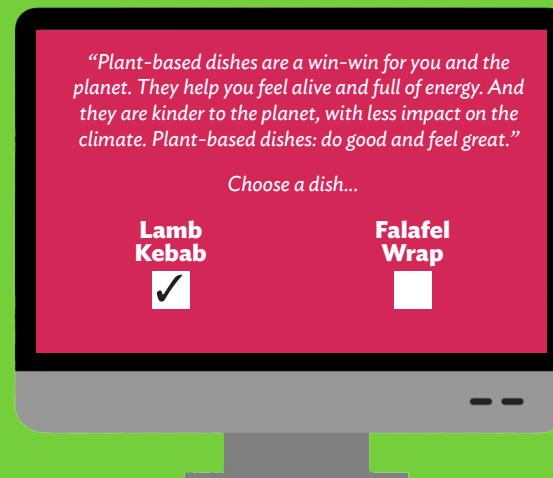 “Plant-based dishes are a win-win for you and the
planet. They help you feel alive and full of energy. And
they are kinder to the planet, with less impact on the
climate. Plant-based dishes: do good and feel great.”
Choose a dish...
Lamb
Kebab
Falafel
Wrap